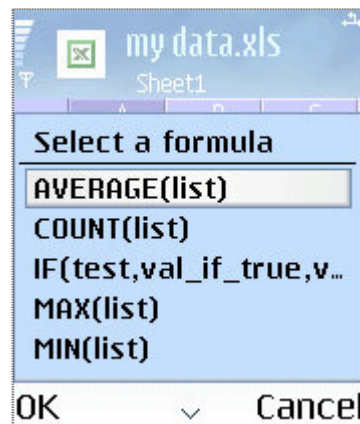 my data.xls
Sheet1
Select a formula
AVERAGE(list)
COUNT(list)
IF(test,val_if_true,v...
MAX(list)
MIN(list)
OK
Cancel